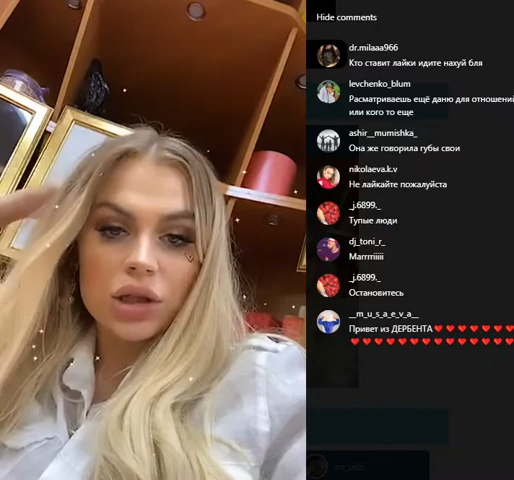 Hide comments
dr.milaaa966
Кто ставит лайки идите нахуй бля
levchenko_blum
Расматриваешь ещё даню для отношений
или кого то еще
ashir__mumishka_
Она же говорила губы свои
nikolaeva.k.v
Не лайкайте пожалуйста
_j.6899._
Тупые люди
dj_toni_r_
Marrriiiii
_j.6899._
Остановитесь
__m_u_s_a_e_v_a__
Привет из ДЕРБЕНТА❤️❤️❤️❤️❤️❤️❤️
❤️❤️❤️❤️❤️❤️❤️❤️❤️❤️❤️❤️❤️❤️